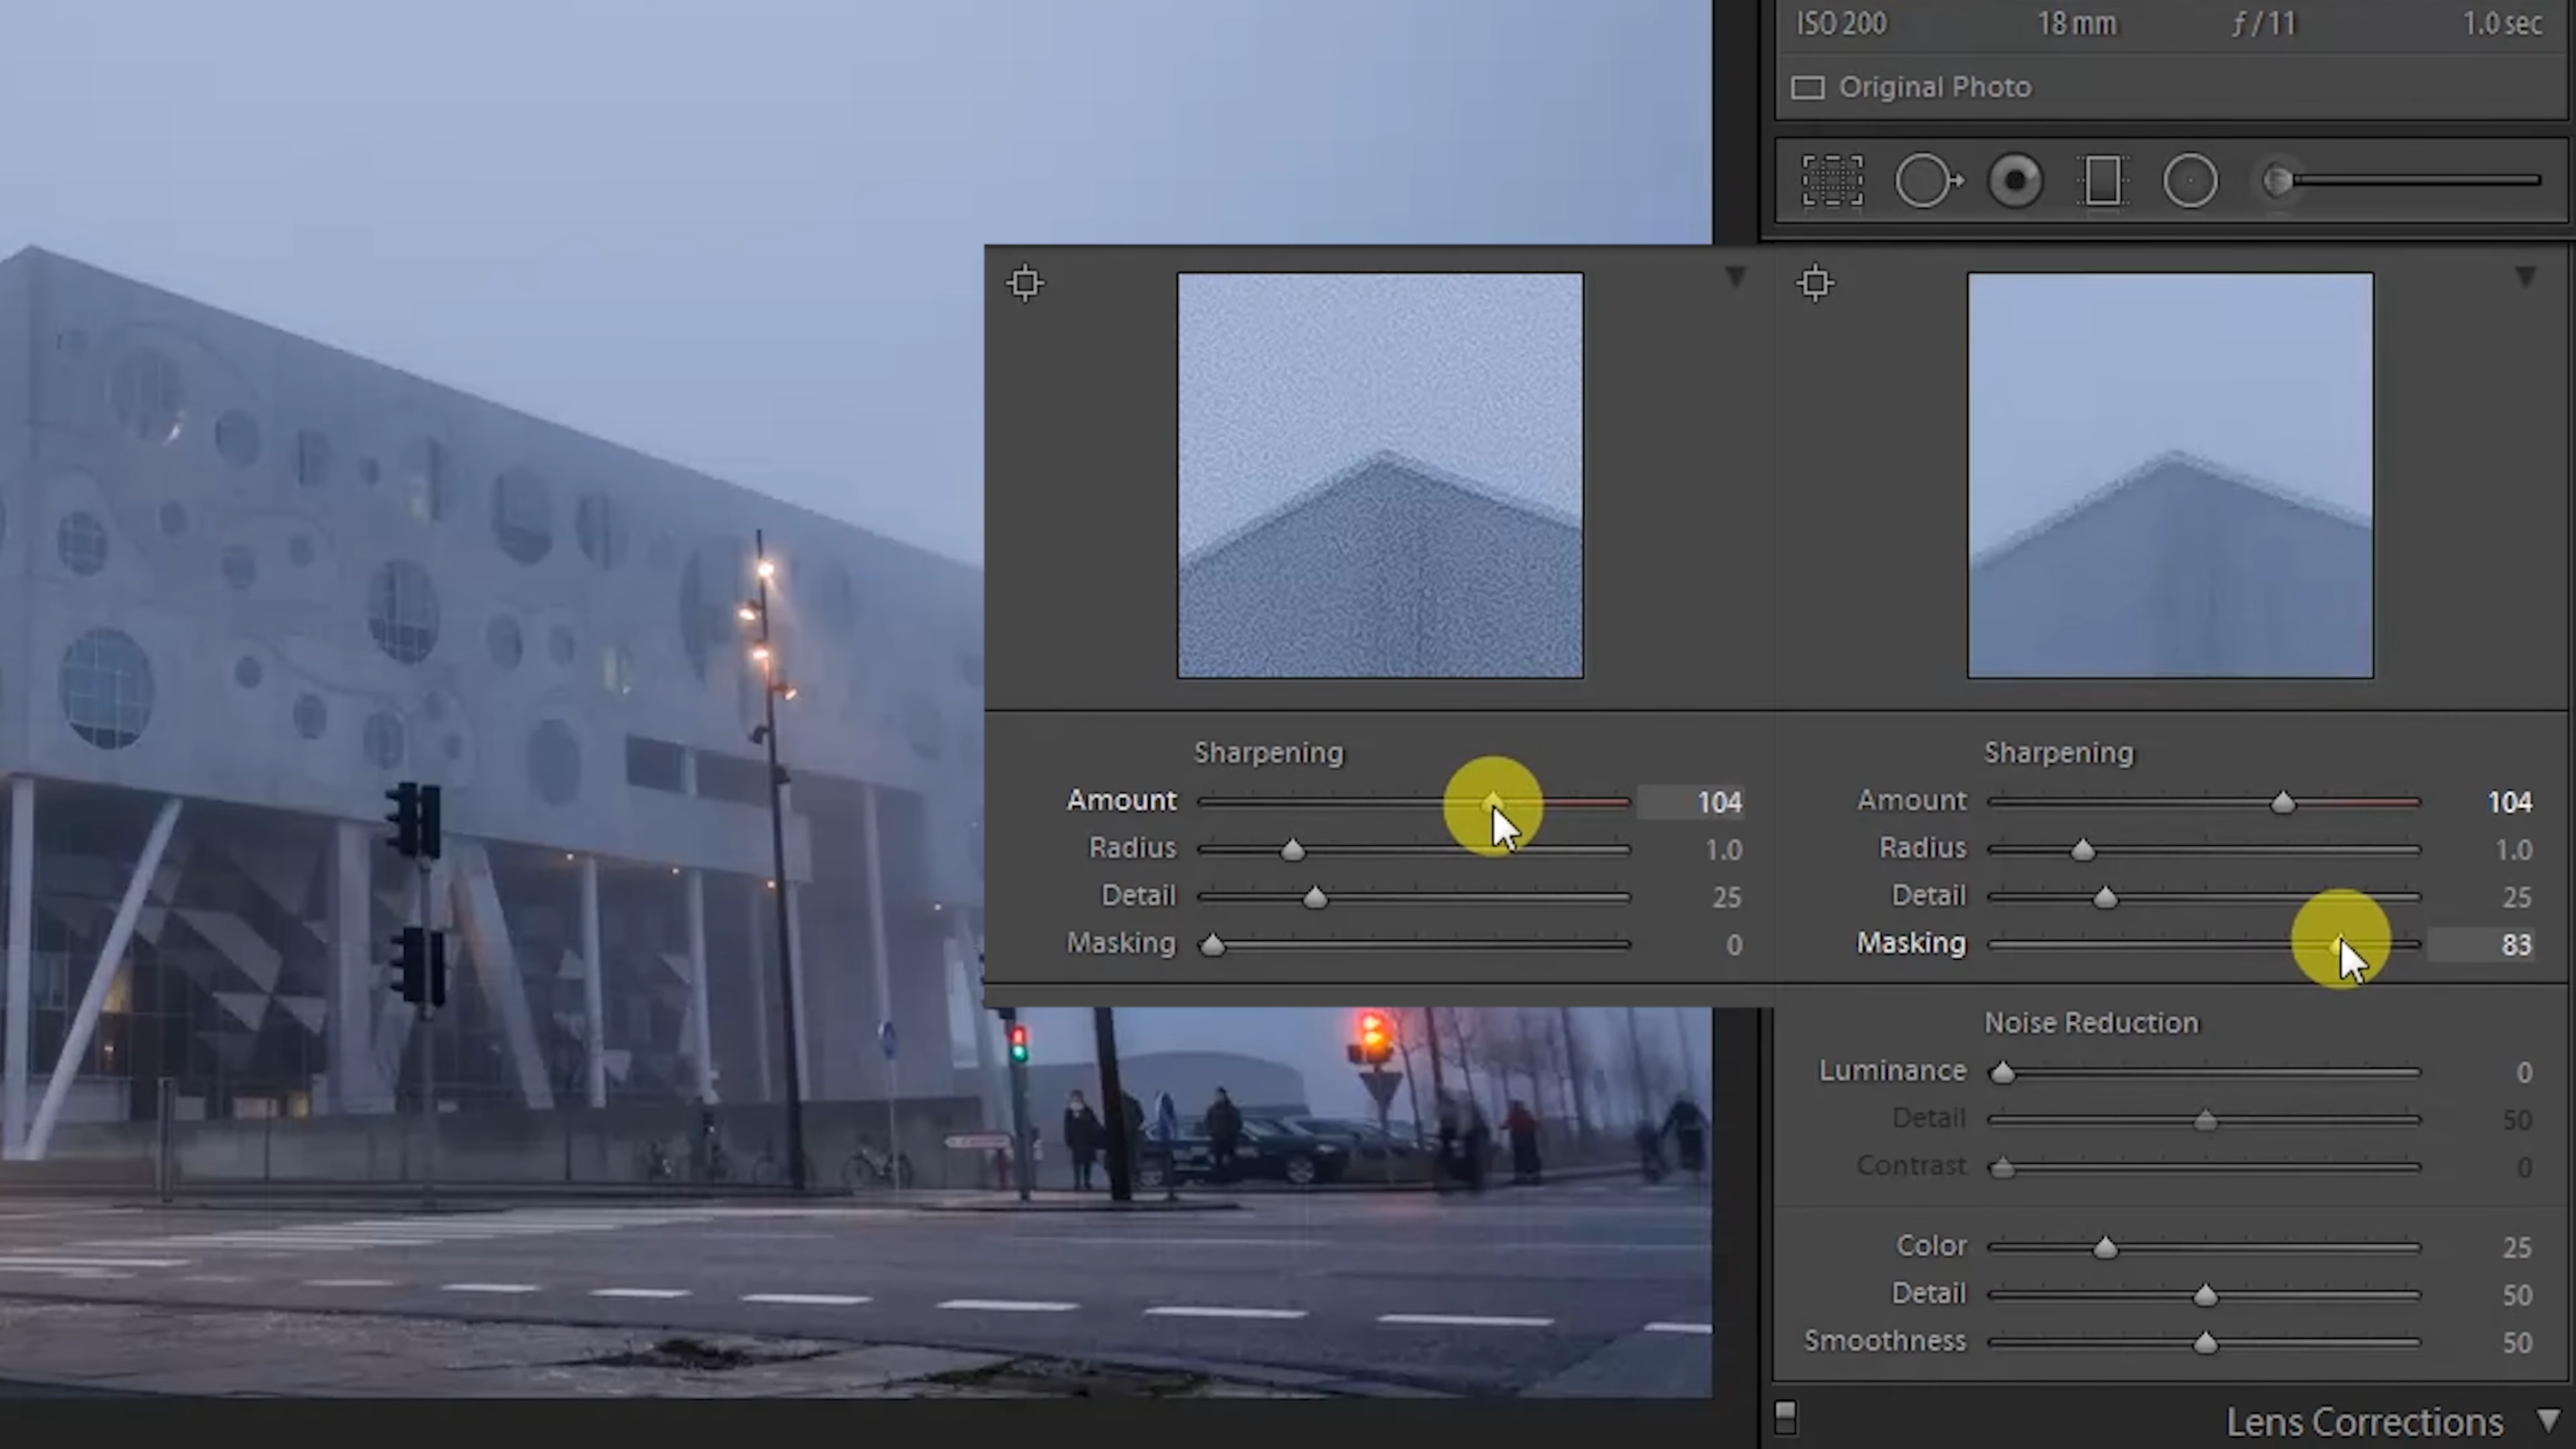 ISO 200 18 mm ƒ / 11 1.0 sec
Original Photo
Sharpening
Amount 104
Radius 1.0
Detail 25
Masking 0
Sharpening
Amount 104
Radius 1.0
Detail 25
Masking 83
Noise Reduction
Luminance 0
Detail 50
Contrast 0
Color 25
Detail 50
Smoothness 50
Lens Corrections